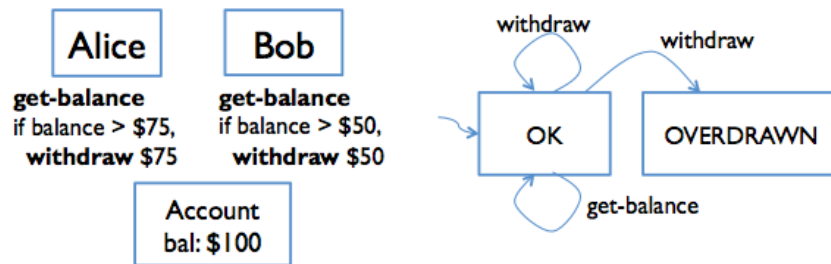 Alice
get-balance
if balance > $75,
withdraw $75
Bob
get-balance
if balance > $50,
withdraw $50
Account
bal: $100
withdraw
withdraw
OK
OVERDRAWN
get-balance